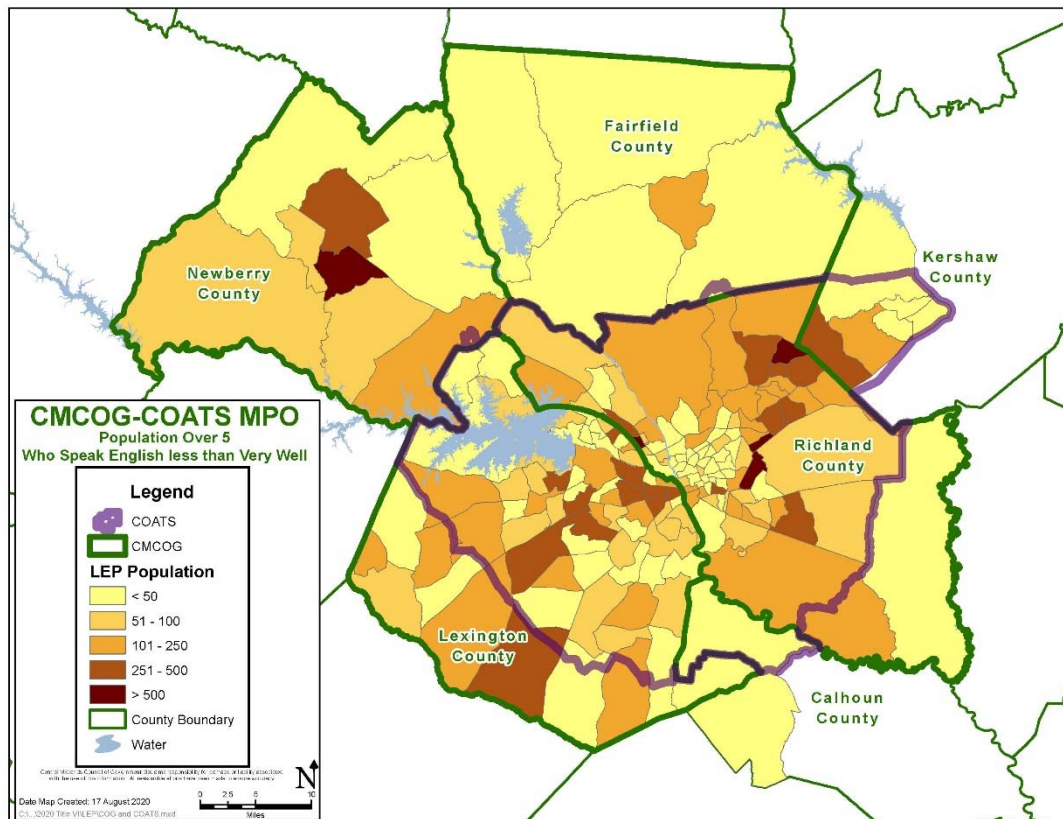 Fairfield
County
Kershaw
County
Newberry
County
Richland
County
Lexington
County
Calhoun
County
CMCOG-COATS MPO
Population Over 5
Who Speak English less than Very Well
Legend
COATS
CMCOG
LEP Population
< 50
51 - 100
101 - 250
251 - 500
> 500
County Boundary
Water
N
Date Map Created: 17 August 2020
0 2.5 5 10
Miles